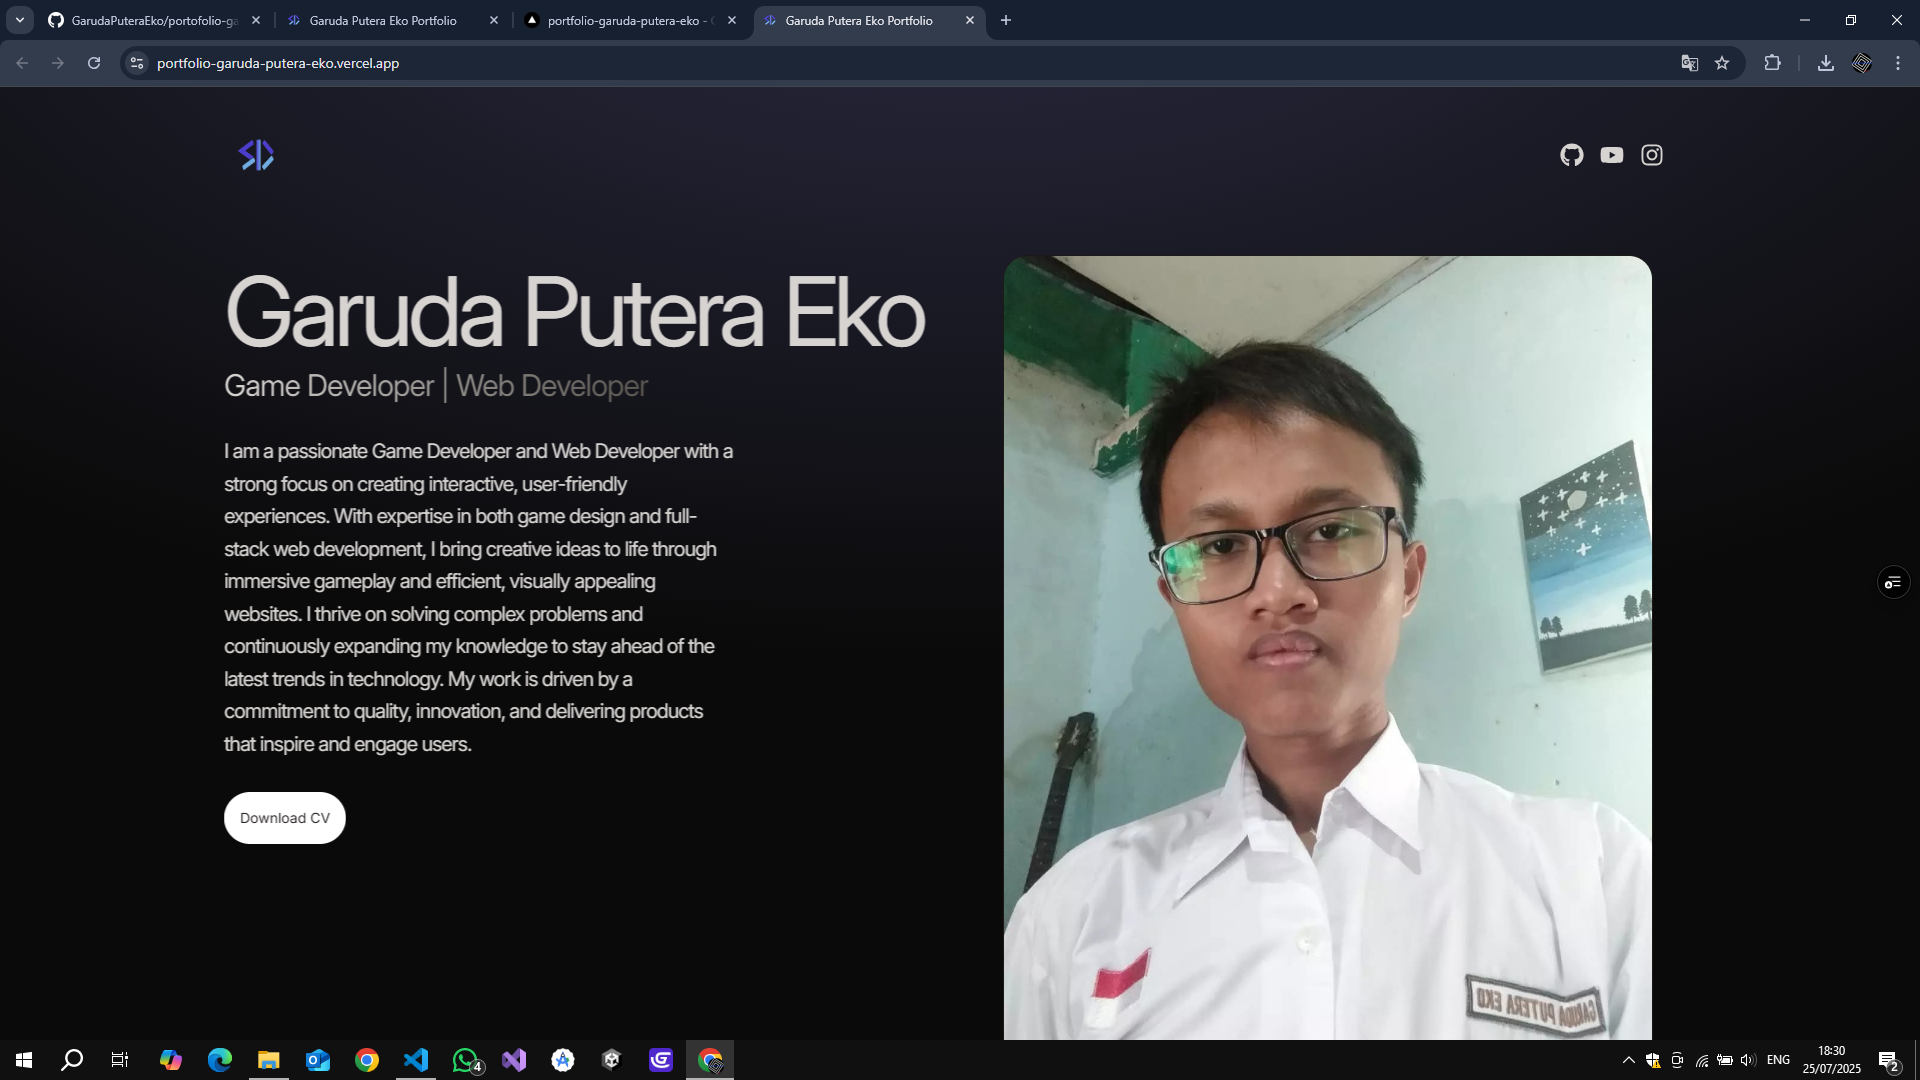 GarudaPuteraEko/portofolio-ga
Garuda Putera Eko Portfolio
portfolio-garuda-putera-eko -
Garuda Putera Eko Portfolio
portfolio-garuda-putera-eko.vercel.app
Garuda Putera Eko
Game Developer | Web Developer
I am a passionate Game Developer and Web Developer with a
strong focus on creating interactive, user-friendly
experiences. With expertise in both game design and full-
stack web development, I bring creative ideas to life through
immersive gameplay and efficient, visually appealing
websites. I thrive on solving complex problems and
continuously expanding my knowledge to stay ahead of the
latest trends in technology. My work is driven by a
commitment to quality, innovation, and delivering products
that inspire and engage users.
Download CV
GARUDA PUTERA EKO
4
ENG
18:30
25/07/2025
2